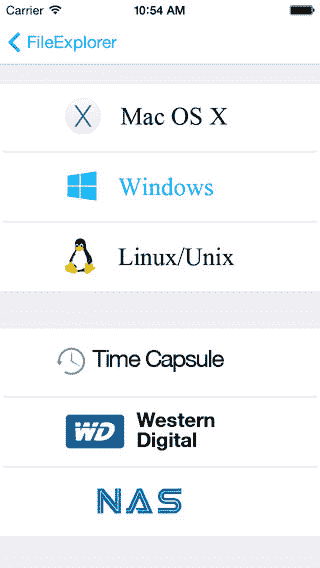 Carrier 10:54 AM
FileExplorer
X Mac OS X
Windows
Linux/Unix
Time Capsule
WD Western
Digital
NAS